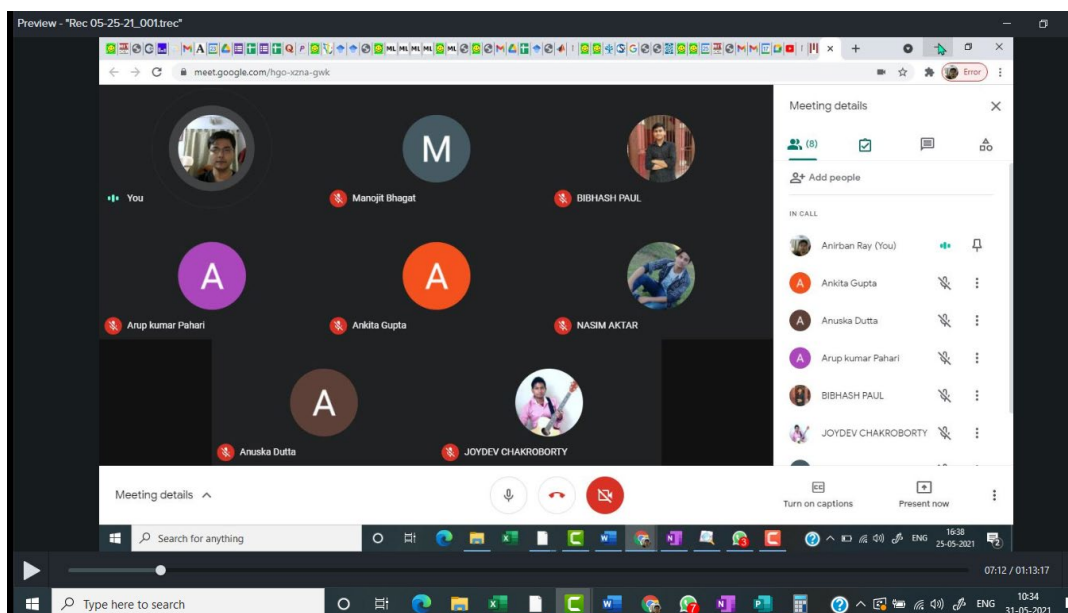 Preview - "Rec 05-25-21_001.trec"
meet.google.com/hgo-xzna-gwk
Error
Meeting details
(8)
Add people
IN CALL
You
M
Manojit Bhagat
BIBHASH PAUL
Anirban Ray (You)
A
Ankita Gupta
A
Anuska Dutta
A
Arup kumar Pahari
BIBHASH PAUL
JOYDEV CHAKROBORTY
A
Arup kumar Pahari
A
Ankita Gupta
NASIM AKTAR
A
Anuska Dutta
JOYDEV CHAKROBORTY
Meeting details
CC
Turn on captions
Present now
Search for anything
ENG
16:38
25-05-2021
07:12 / 01:13:17
Type here to search
ENG
10:34
31-05-2021